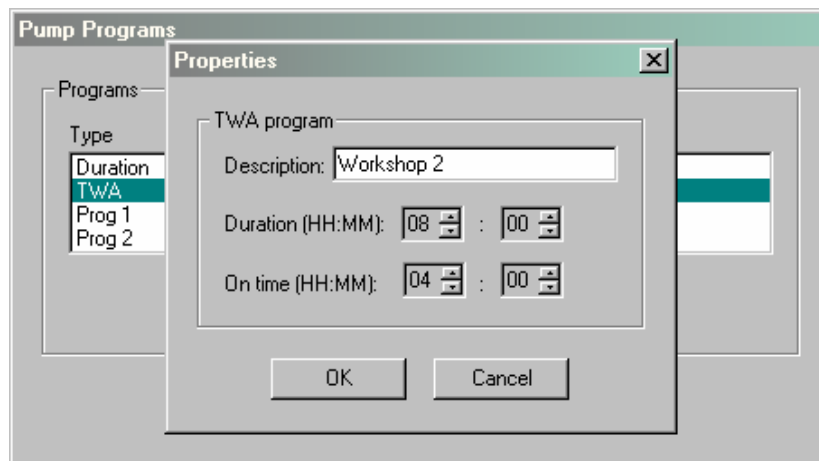 Pump Programs
Properties
Programs
Type
Duration
TWA
Prog 1
Prog 2
TWA program
Description: Workshop 2
Duration (HH:MM): 08 : 00
On time (HH:MM): 04 : 00
OK Cancel